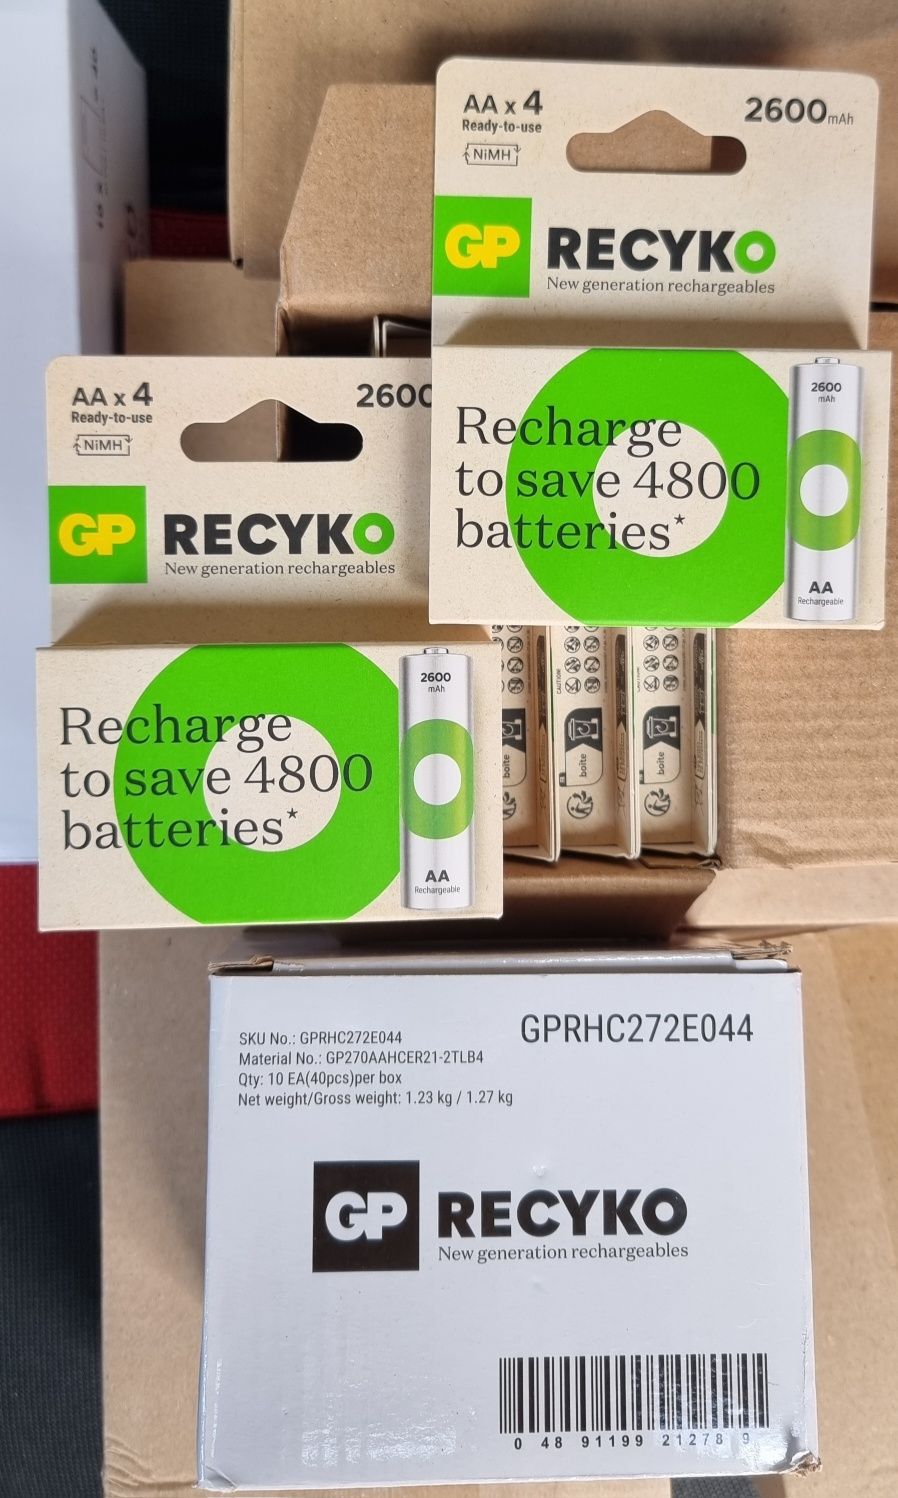 AA x 4
2600mAh
Ready-to-use
NiMH
GP RECYKO
New generation rechargeables
Recharge
to save 4800
batteries*
2600
mAh
AA
Rechargeable
AA x 4
2600
Ready-to-use
NiMH
GP RECYKO
New generation rechargeables
Recharge
to save 4800
batteries*
2600
mAh
AA
Rechargeable
CAUTION
boite
boite
boite
SKU No.: GPRHC272E044
GPRHC272E044
Material No.: GP270AAHCER21-2TLB4
Qty: 10 EA(40pcs)per box
Net weight/Gross weight: 1.23 kg / 1.27 kg
GP RECYKO
New generation rechargeables
0 48 91199 21278 9